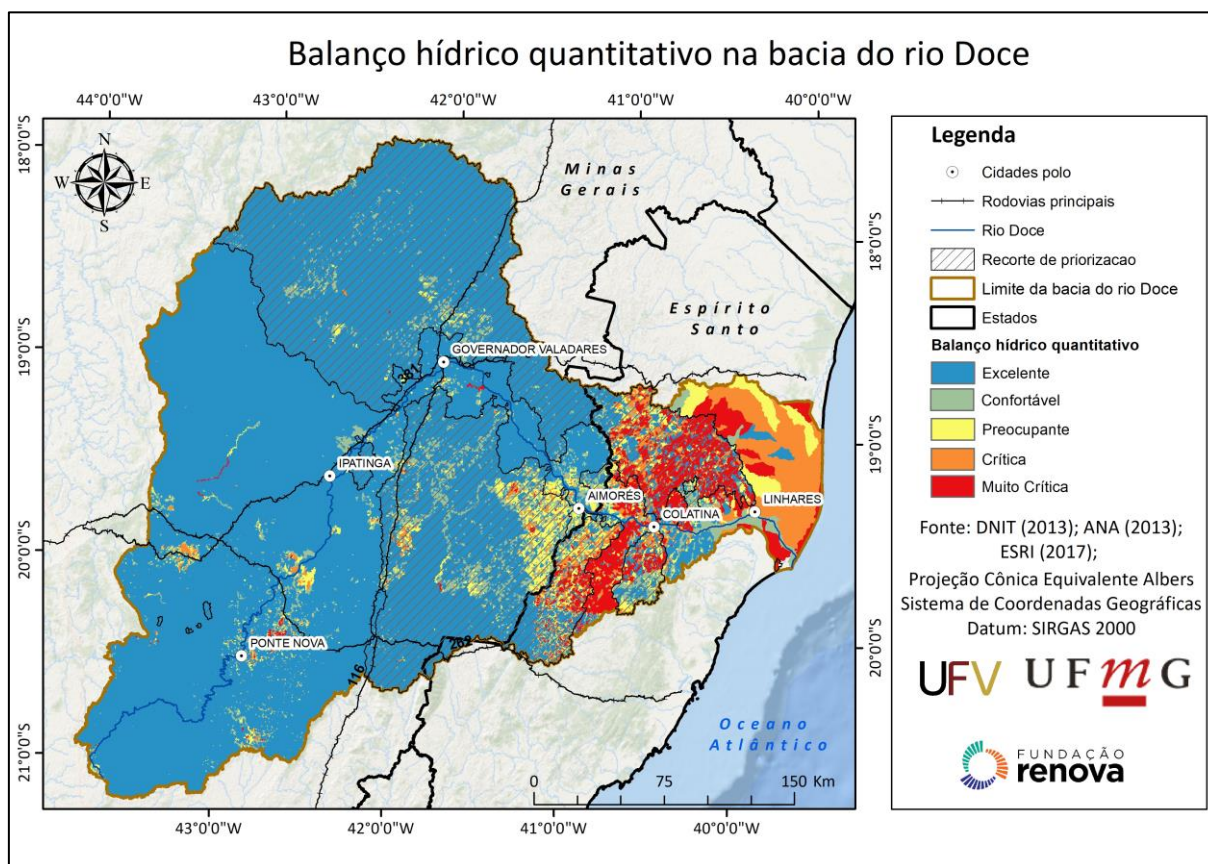 Balanço hídrico quantitativo na bacia do rio Doce
44°0'0"W 43°0'0"W 42°0'0"W 41°0'0"W 40°0'0"W
18°0'0"S
19°0'0"S
20°0'0"S
21°0'0"S
N
W E
S
Minas
Gerais
Espírito
Santo
GOVERNADOR VALADARES
381
IPATINGA
AIMORÉS
COLATINA
LINHARES
PONTE NOVA
262
116
Oceano
Atlântico
0 75 150 Km
18°0'0"S
19°0'0"S
20°0'0"S
43°0'0"W 42°0'0"W 41°0'0"W 40°0'0"W
Legenda
Cidades polo
Rodovias principais
Rio Doce
Recorte de priorizacao
Limite da bacia do rio Doce
Estados
Balanço hídrico quantitativo
Excelente
Confortável
Preocupante
Crítica
Muito Crítica
Fonte: DNIT (2013); ANA (2013);
ESRI (2017);
Projeção Cônica Equivalente Albers
Sistema de Coordenadas Geográficas
Datum: SIRGAS 2000
UFV UFmG
FUNDAÇÃO
renova